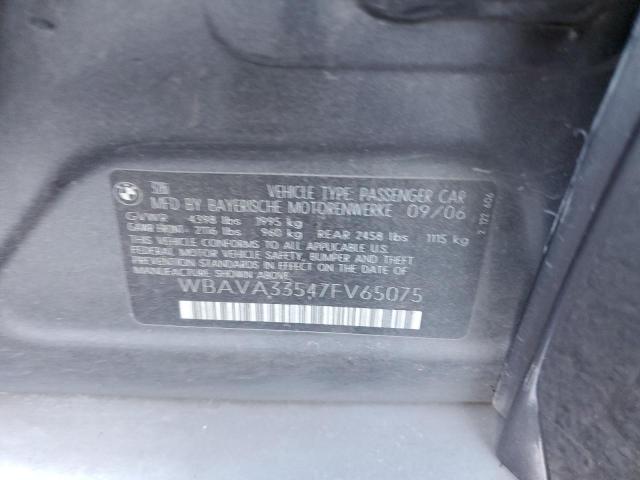 BMW
VEHICLE TYPE: PASSENGER CAR
MFD BY BAYERISCHE MOTORENWERKE 09/06
GVWR 4398 lbs 1995 kg
GAWR FRONT: 2116 lbs 960 kg REAR 2458 lbs 1115 kg
THIS VEHICLE CONFORMS TO ALL APPLICABLE U.S.
FEDERAL MOTOR VEHICLE SAFETY, BUMPER AND THEFT
PREVENTION STANDARDS IN EFFECT ON THE DATE OF
MANUFACTURE SHOWN ABOVE.
WBAVA33547FV65075